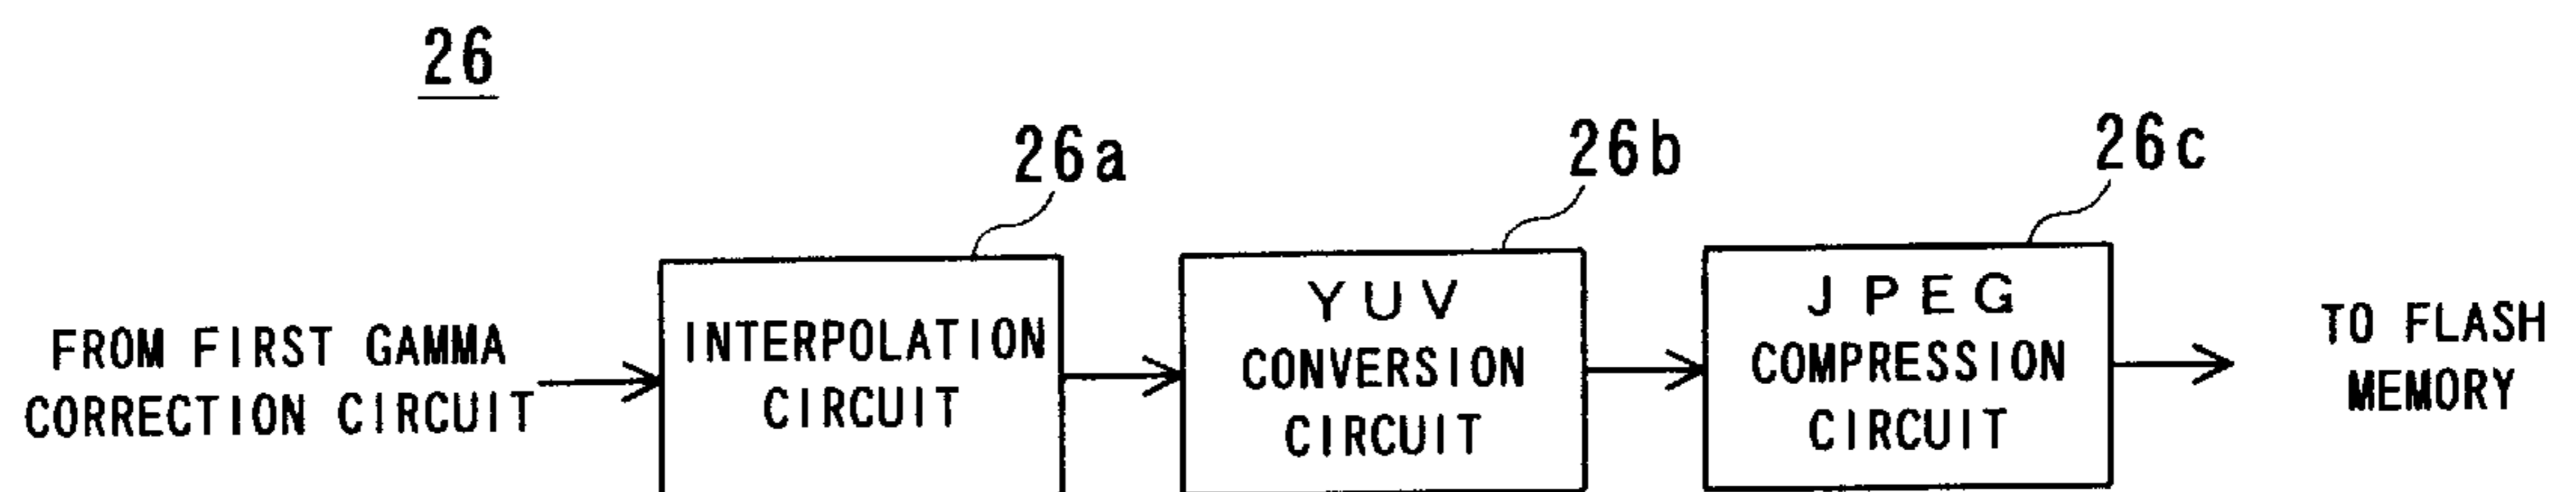 26
26a
26b
26c
FROM FIRST GAMMA
CORRECTION CIRCUIT
INTERPOLATION
CIRCUIT
YUV
CONVERSION
CIRCUIT
JPEG
COMPRESSION
CIRCUIT
TO FLASH
MEMORY